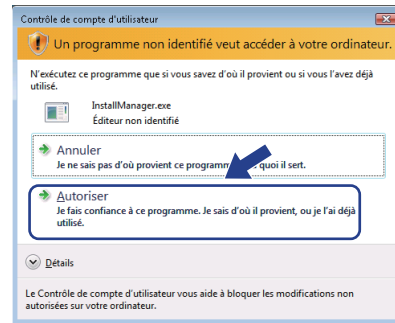 Contrôle de compte d'utilisateur
Un programme non identifié veut accéder à votre ordinateur.
N'exécutez ce programme que si vous savez d'où il provient ou si vous l'avez déjà
utilisé.
InstallManager.exe
Éditeur non identifié
Annuler
Je ne sais pas d'où provient ce programme quoi il sert.
Autoriser
Je fais confiance à ce programme. Je sais d'où il provient, ou je l'ai déjà
utilisé.
Détails
Le Contrôle de compte d'utilisateur vous aide à bloquer les modifications non
autorisées sur votre ordinateur.